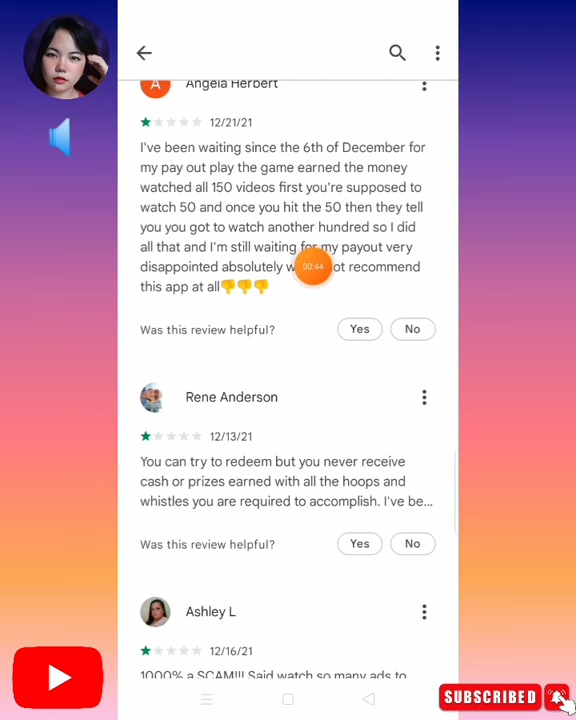 A Angela Herbert
12/21/21
I've been waiting since the 6th of December for
my pay out play the game earned the money
watched all 150 videos first you're supposed to
watch 50 and once you hit the 50 then they tell
you you got to watch another hundred so I did
all that and I'm still waiting for my payout very
disappointed absolutely ot recommend
00:44
this app at all👎👎👎
Was this review helpful? Yes No
Rene Anderson
12/13/21
You can try to redeem but you never receive
cash or prizes earned with all the hoops and
whistles you are required to accomplish. I've be...
Was this review helpful? Yes No
Ashley L
12/16/21
1000% a SCAM!!! Said watch so many ads to
SUBSCRIBED